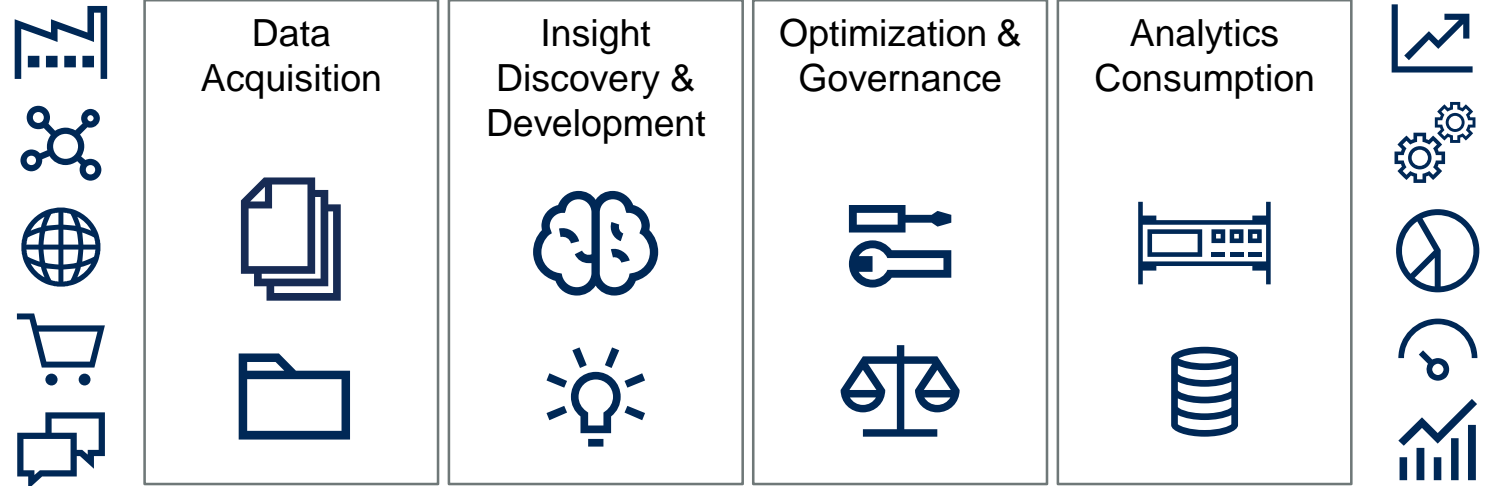 Data
Acquisition
Insight
Discovery &
Development
Optimization &
Governance
Analytics
Consumption